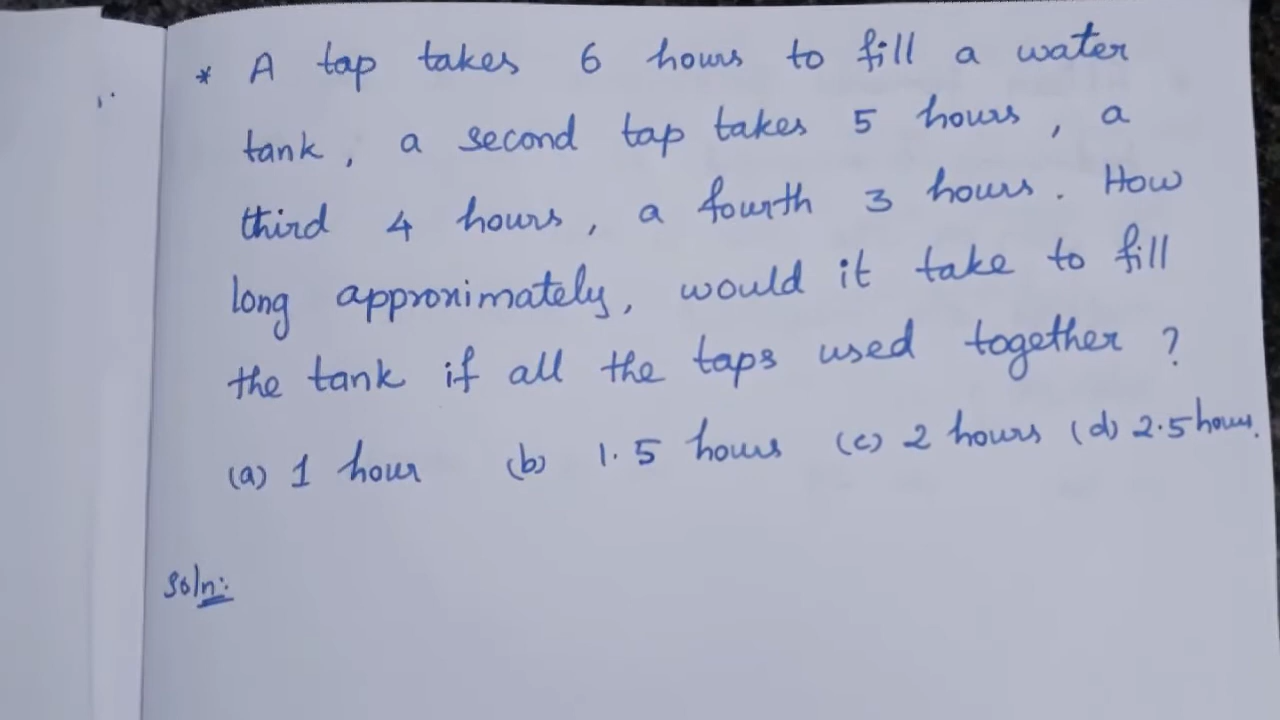 * A tap takes 6 hours to fill a water
tank, a second tap takes 5 hours, a
third 4 hours, a fourth 3 hours. How
long approximately, would it take to fill
the tank if all the taps used together?
(a) 1 hour (b) 1.5 hours (c) 2 hours (d) 2.5 hours.
Soln: